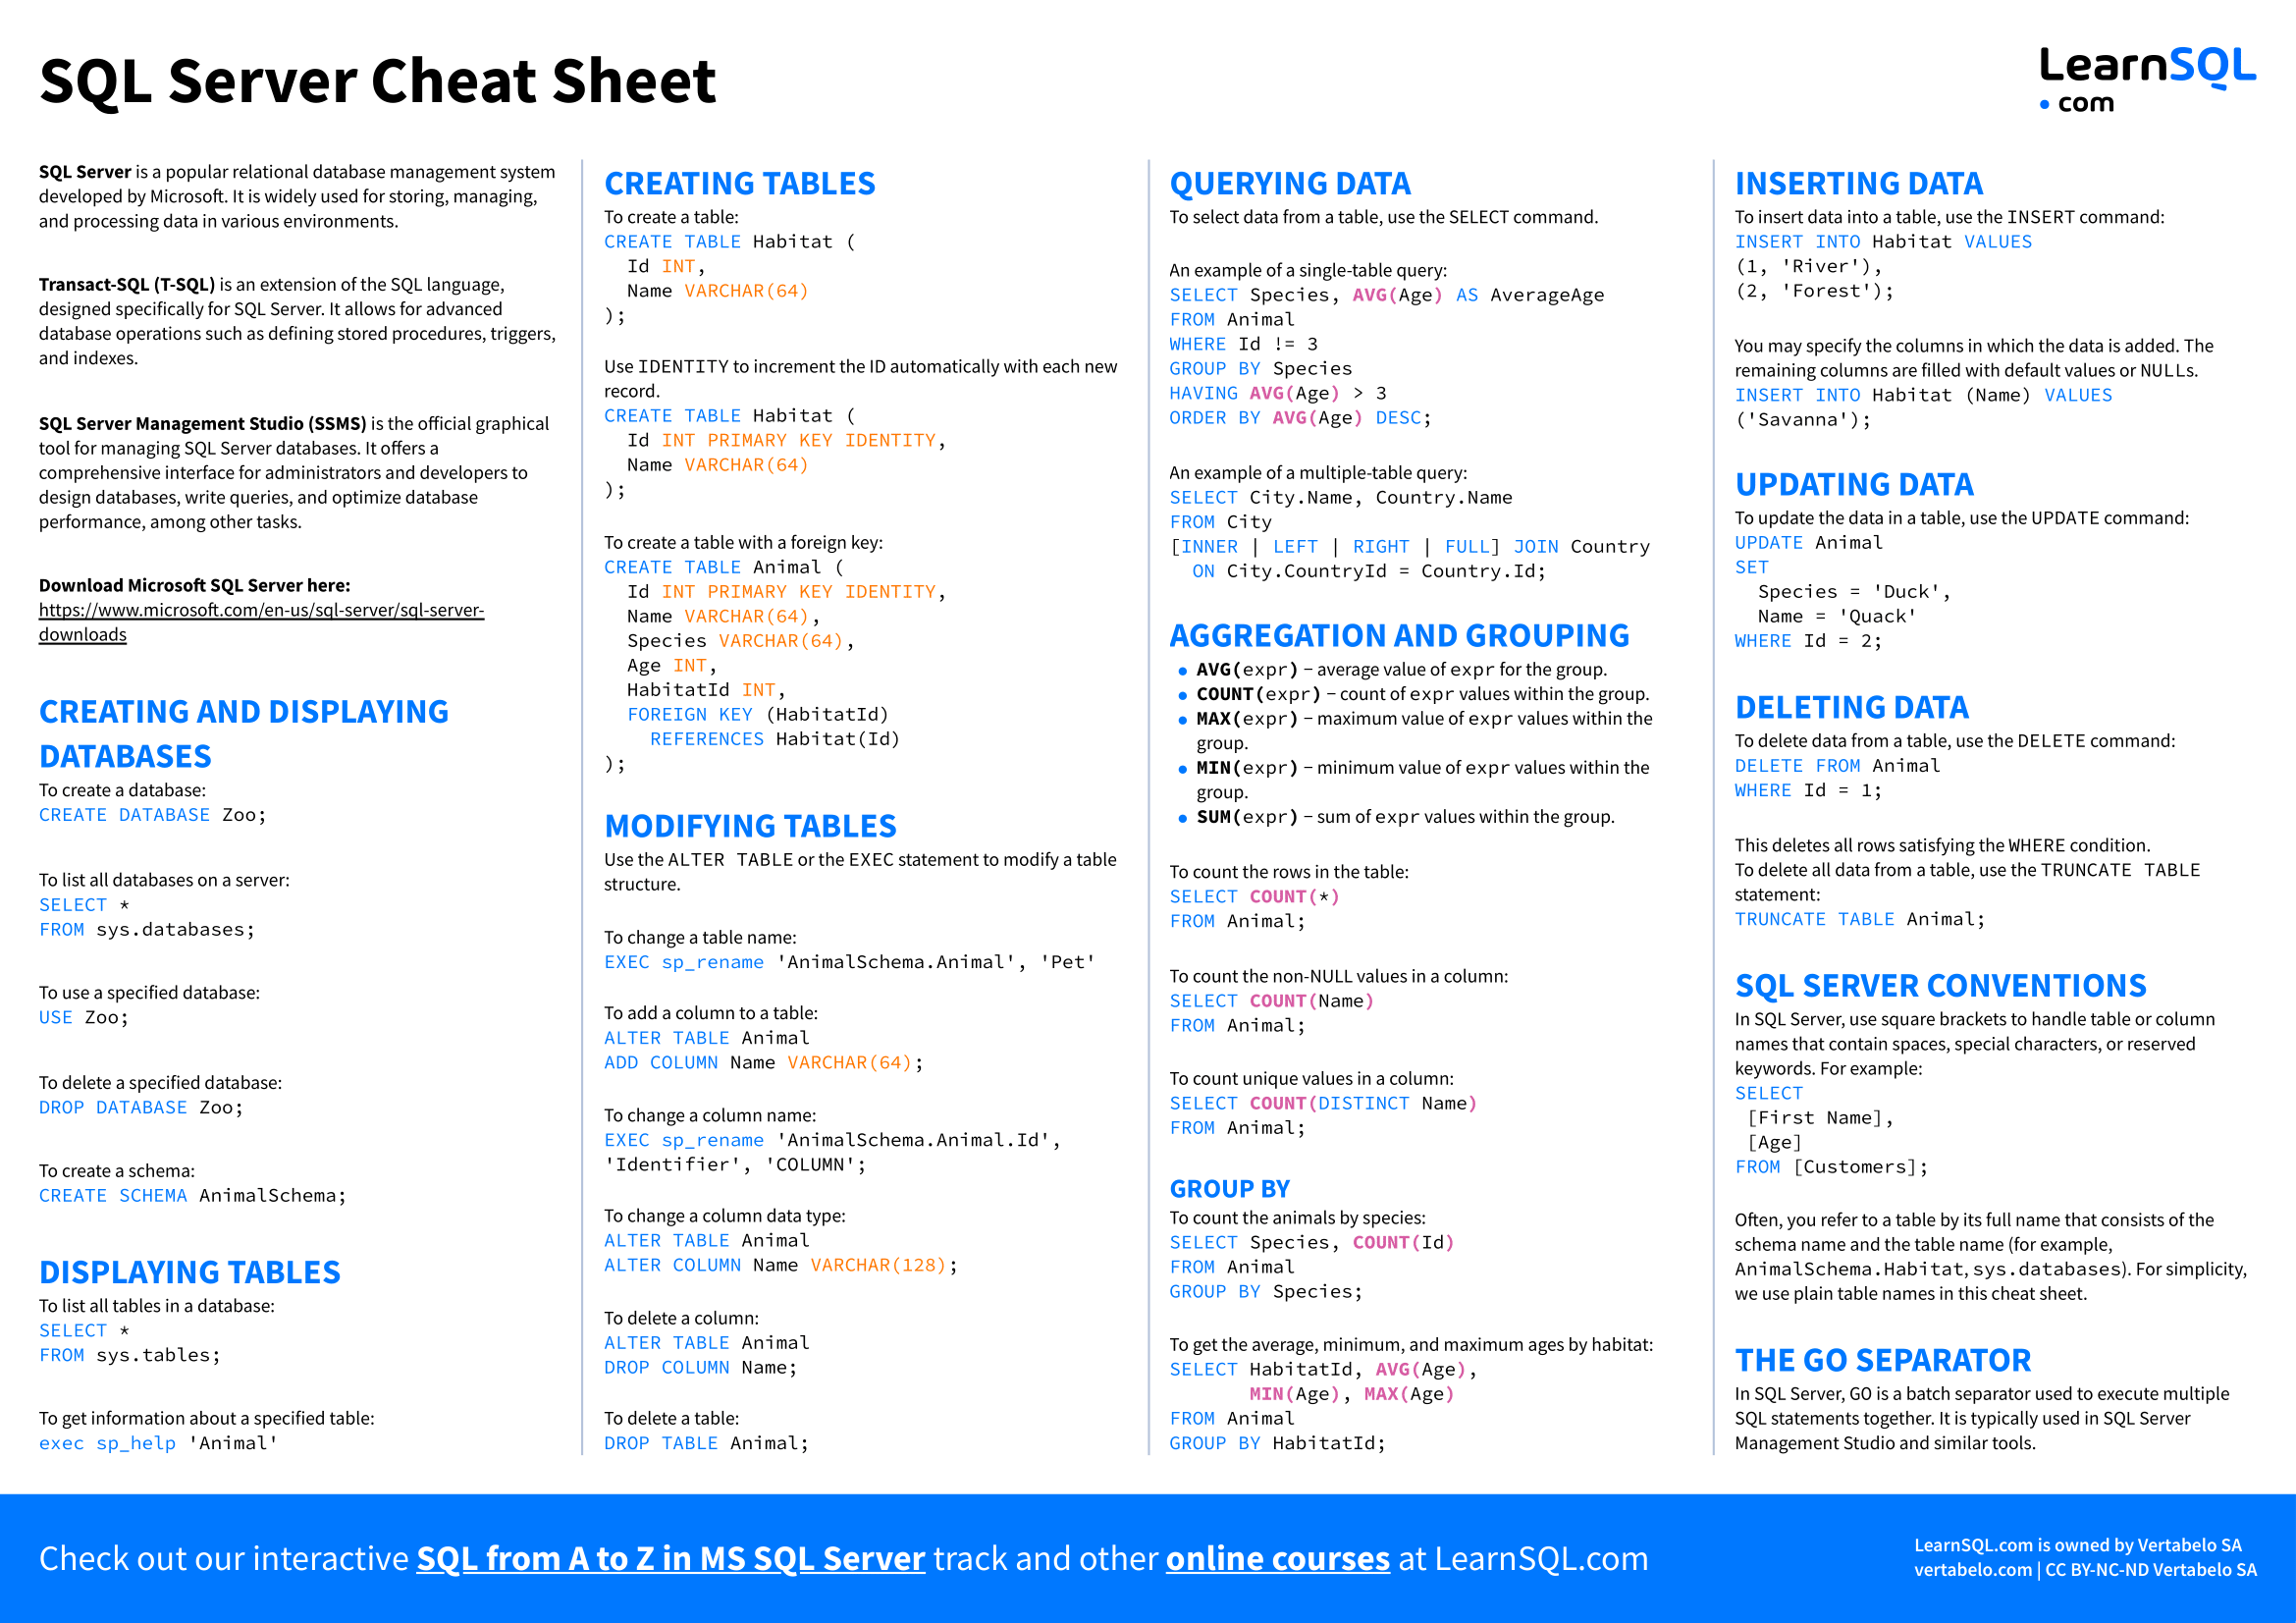 SQL Server Cheat Sheet
LearnSQL
• com
SQL Server is a popular relational database management system
developed by Microsoft. It is widely used for storing, managing,
and processing data in various environments.
Transact-SQL (T-SQL) is an extension of the SQL language,
designed specifically for SQL Server. It allows for advanced
database operations such as defining stored procedures, triggers,
and indexes.
SQL Server Management Studio (SSMS) is the official graphical
tool for managing SQL Server databases. It offers a
comprehensive interface for administrators and developers to
design databases, write queries, and optimize database
performance, among other tasks.
Download Microsoft SQL Server here:
https://www.microsoft.com/en-us/sql-server/sql-server-
downloads
CREATING AND DISPLAYING
DATABASES
To create a database:
CREATE DATABASE Zoo;
To list all databases on a server:
SELECT *
FROM sys.databases;
To use a specified database:
USE Zoo;
To delete a specified database:
DROP DATABASE Zoo;
To create a schema:
CREATE SCHEMA AnimalSchema;
DISPLAYING TABLES
To list all tables in a database:
SELECT *
FROM sys.tables;
To get information about a specified table:
exec sp_help 'Animal'
CREATING TABLES
To create a table:
CREATE TABLE Habitat (
  Id INT,
  Name VARCHAR(64)
);
Use IDENTITY to increment the ID automatically with each new
record.
CREATE TABLE Habitat (
  Id INT PRIMARY KEY IDENTITY,
  Name VARCHAR(64)
);
To create a table with a foreign key:
CREATE TABLE Animal (
  Id INT PRIMARY KEY IDENTITY,
  Name VARCHAR(64),
  Species VARCHAR(64),
  Age INT,
  HabitatId INT,
  FOREIGN KEY (HabitatId)
    REFERENCES Habitat(Id)
);
MODIFYING TABLES
Use the ALTER TABLE or the EXEC statement to modify a table
structure.
To change a table name:
EXEC sp_rename 'AnimalSchema.Animal', 'Pet'
To add a column to a table:
ALTER TABLE Animal
ADD COLUMN Name VARCHAR(64);
To change a column name:
EXEC sp_rename 'AnimalSchema.Animal.Id',
'Identifier', 'COLUMN';
To change a column data type:
ALTER TABLE Animal
ALTER COLUMN Name VARCHAR(128);
To delete a column:
ALTER TABLE Animal
DROP COLUMN Name;
To delete a table:
DROP TABLE Animal;
QUERYING DATA
To select data from a table, use the SELECT command.
An example of a single-table query:
SELECT Species, AVG(Age) AS AverageAge
FROM Animal
WHERE Id != 3
GROUP BY Species
HAVING AVG(Age) > 3
ORDER BY AVG(Age) DESC;
An example of a multiple-table query:
SELECT City.Name, Country.Name
FROM City
[INNER | LEFT | RIGHT | FULL] JOIN Country
  ON City.CountryId = Country.Id;
AGGREGATION AND GROUPING
• AVG(expr) − average value of expr for the group.
• COUNT(expr) − count of expr values within the group.
• MAX(expr) − maximum value of expr values within the
group.
• MIN(expr) − minimum value of expr values within the
group.
• SUM(expr) − sum of expr values within the group.
To count the rows in the table:
SELECT COUNT(*)
FROM Animal;
To count the non-NULL values in a column:
SELECT COUNT(Name)
FROM Animal;
To count unique values in a column:
SELECT COUNT(DISTINCT Name)
FROM Animal;
GROUP BY
To count the animals by species:
SELECT Species, COUNT(Id)
FROM Animal
GROUP BY Species;
To get the average, minimum, and maximum ages by habitat:
SELECT HabitatId, AVG(Age),
       MIN(Age), MAX(Age)
FROM Animal
GROUP BY HabitatId;
INSERTING DATA
To insert data into a table, use the INSERT command:
INSERT INTO Habitat VALUES
(1, 'River'),
(2, 'Forest');
You may specify the columns in which the data is added. The
remaining columns are filled with default values or NULLs.
INSERT INTO Habitat (Name) VALUES
('Savanna');
UPDATING DATA
To update the data in a table, use the UPDATE command:
UPDATE Animal
SET
  Species = 'Duck',
  Name = 'Quack'
WHERE Id = 2;
DELETING DATA
To delete data from a table, use the DELETE command:
DELETE FROM Animal
WHERE Id = 1;
This deletes all rows satisfying the WHERE condition.
To delete all data from a table, use the TRUNCATE TABLE
statement:
TRUNCATE TABLE Animal;
SQL SERVER CONVENTIONS
In SQL Server, use square brackets to handle table or column
names that contain spaces, special characters, or reserved
keywords. For example:
SELECT
 [First Name],
 [Age]
FROM [Customers];
Often, you refer to a table by its full name that consists of the
schema name and the table name (for example,
AnimalSchema.Habitat, sys.databases). For simplicity,
we use plain table names in this cheat sheet.
THE GO SEPARATOR
In SQL Server, GO is a batch separator used to execute multiple
SQL statements together. It is typically used in SQL Server
Management Studio and similar tools.
Check out our interactive SQL from A to Z in MS SQL Server track and other online courses at LearnSQL.com
LearnSQL.com is owned by Vertabelo SA
vertabelo.com | CC BY-NC-ND Vertabelo SA